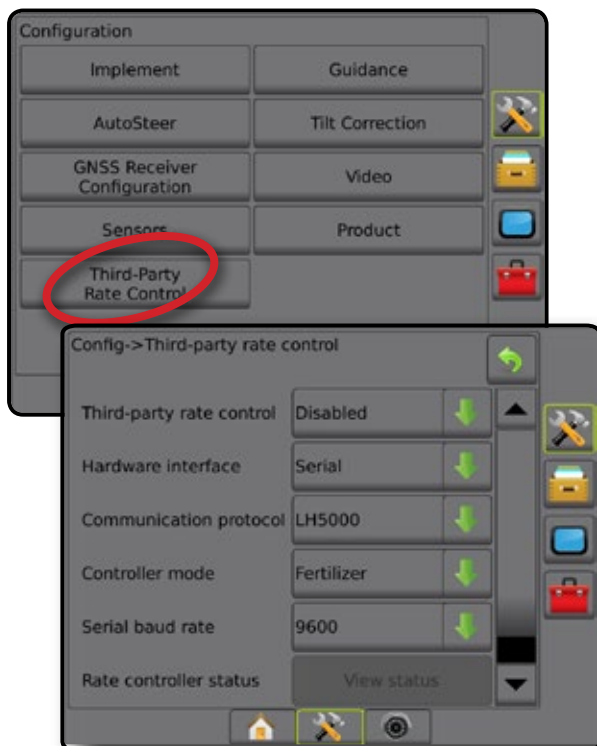 Configuration
Implement
Guidance
AutoSteer
Tilt Correction
GNSS Receiver
Configuration
Video
Sensors
Product
Third-Party
Rate Control
Config->Third-party rate control
Third-party rate control Disabled
Hardware interface Serial
Communication protocol LH5000
Controller mode Fertilizer
Serial baud rate 9600
Rate controller status View status